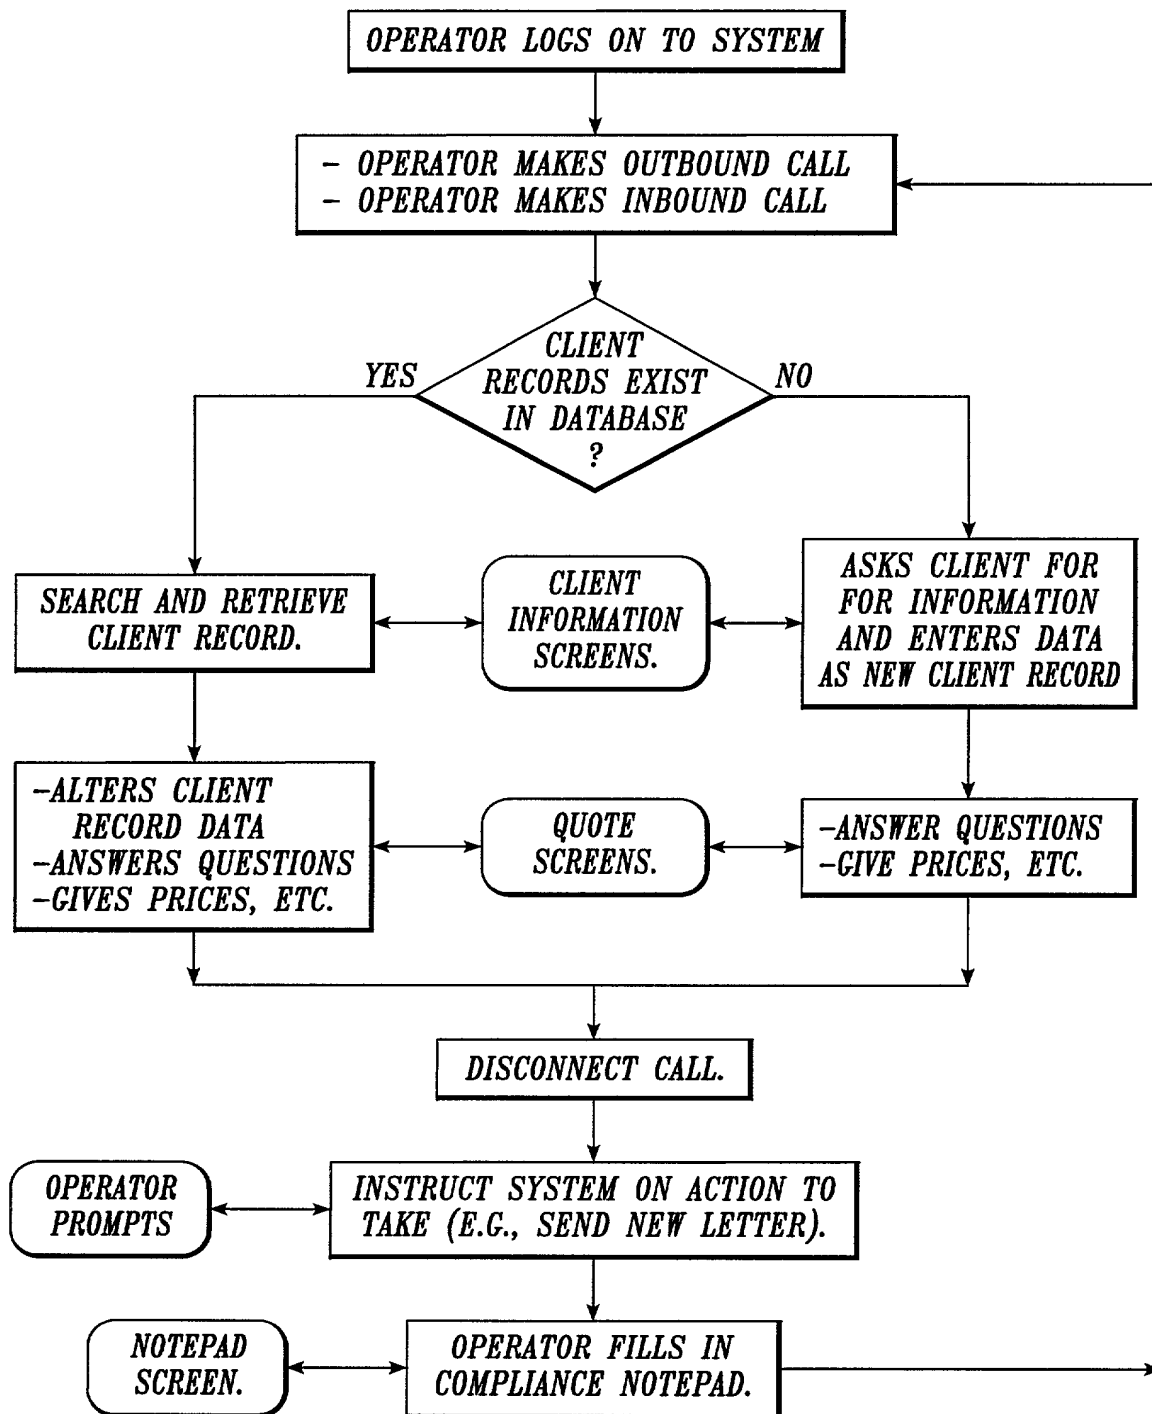 OPERATOR LOGS ON TO SYSTEM
- OPERATOR MAKES OUTBOUND CALL
- OPERATOR MAKES INBOUND CALL
CLIENT
RECORDS EXIST
IN DATABASE
?
YES
NO
SEARCH AND RETRIEVE
CLIENT RECORD.
CLIENT
INFORMATION
SCREENS.
ASKS CLIENT FOR
FOR INFORMATION
AND ENTERS DATA
AS NEW CLIENT RECORD
-ALTERS CLIENT
RECORD DATA
-ANSWERS QUESTIONS
-GIVES PRICES, ETC.
QUOTE
SCREENS.
-ANSWER QUESTIONS
-GIVE PRICES, ETC.
DISCONNECT CALL.
OPERATOR
PROMPTS
INSTRUCT SYSTEM ON ACTION TO
TAKE (E.G., SEND NEW LETTER).
NOTEPAD
SCREEN.
OPERATOR FILLS IN
COMPLIANCE NOTEPAD.